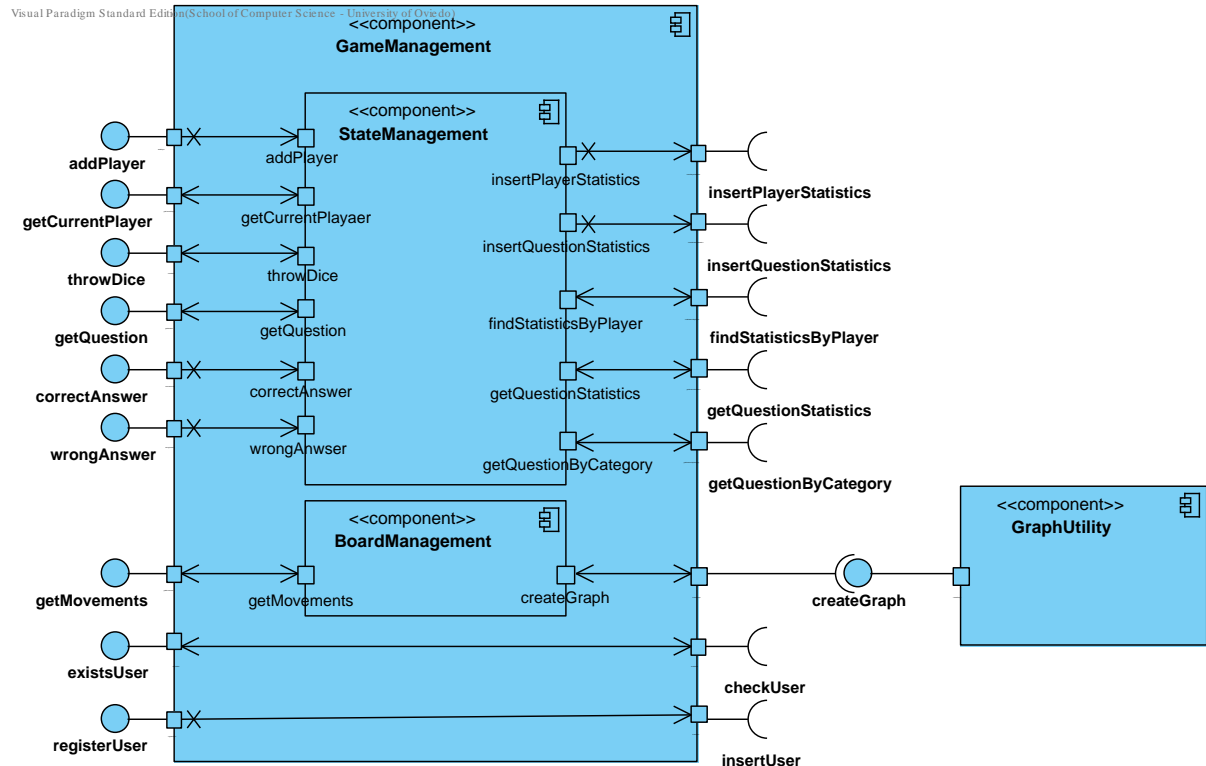 Visual Paradigm Standard Edition(School of Computer Science - University of Oviedo)
<<component>>
GameManagement
<<component>>
StateManagement
addPlayer
addPlayer
insertPlayerStatistics
insertPlayerStatistics
getCurrentPlayer
getCurrentPlayaer
insertQuestionStatistics
insertQuestionStatistics
throwDice
throwDice
findStatisticsByPlayer
findStatisticsByPlayer
getQuestion
getQuestion
correctAnswer
correctAnswer
getQuestionStatistics
getQuestionStatistics
wrongAnswer
wrongAnwser
getQuestionByCategory
getQuestionByCategory
<<component>>
BoardManagement
<<component>>
GraphUtility
getMovements
getMovements
createGraph
createGraph
existsUser
checkUser
registerUser
insertUser